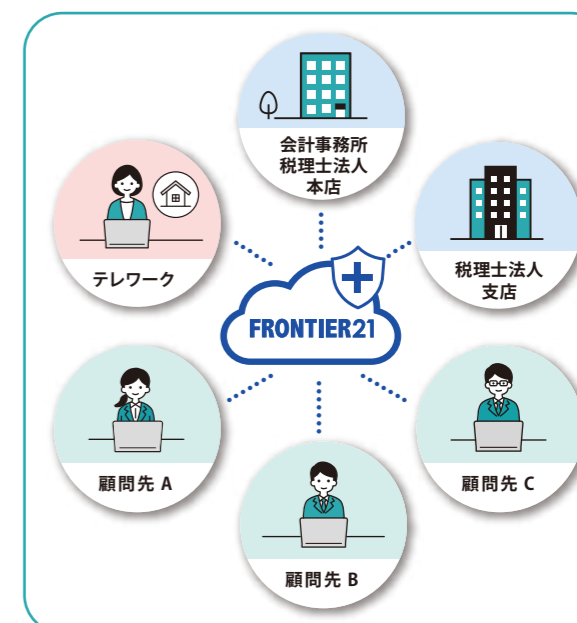 会計事務所
税理士法人
本店
テレワーク
税理士法人
支店
FRONTIER21
顧問先 A
顧問先 C
顧問先 B